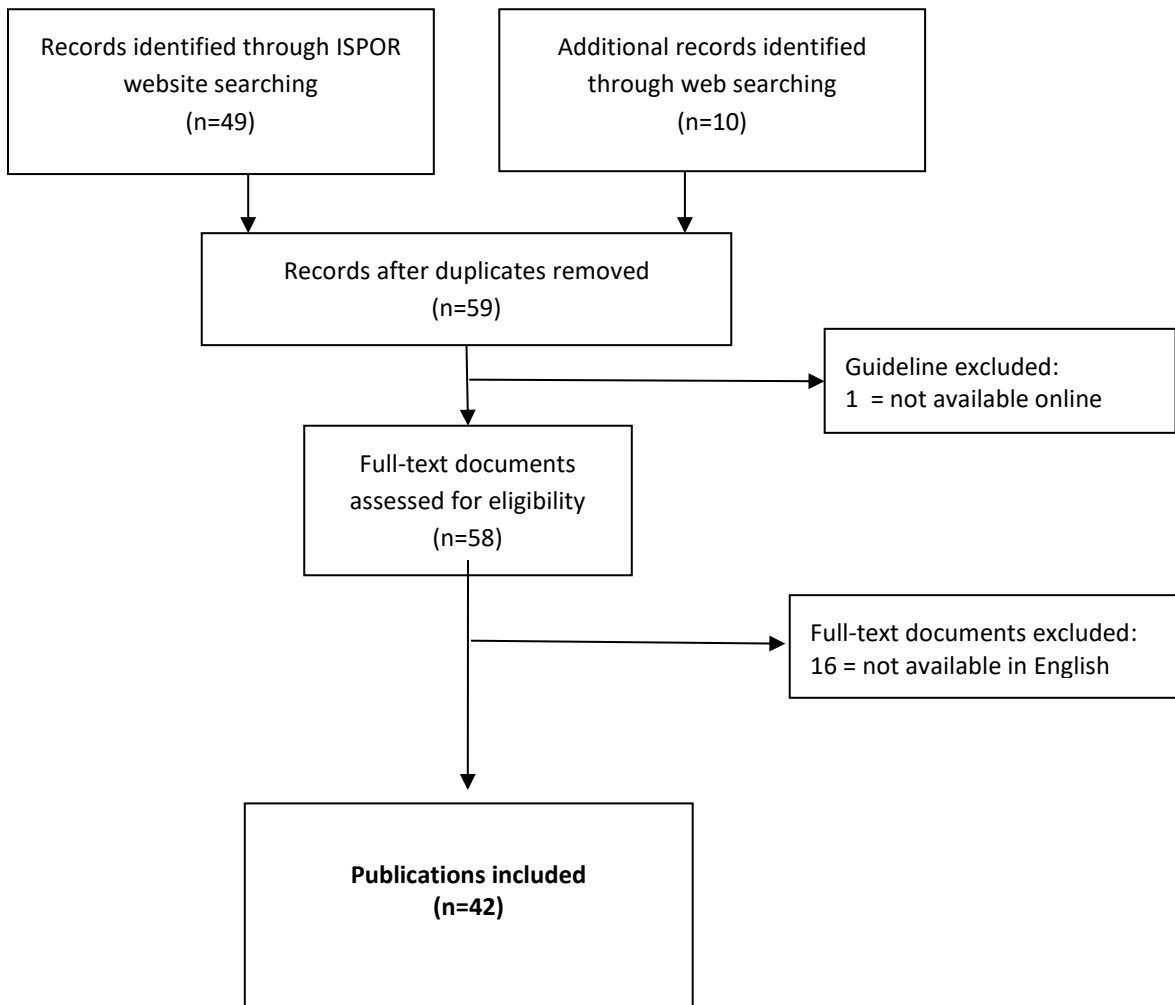 Records identified through ISPOR
website searching
(n=49)
Additional records identified
through web searching
(n=10)
Records after duplicates removed
(n=59)
Guideline excluded:
1 = not available online
Full-text documents
assessed for eligibility
(n=58)
Full-text documents excluded:
16 = not available in English
Publications included
(n=42)